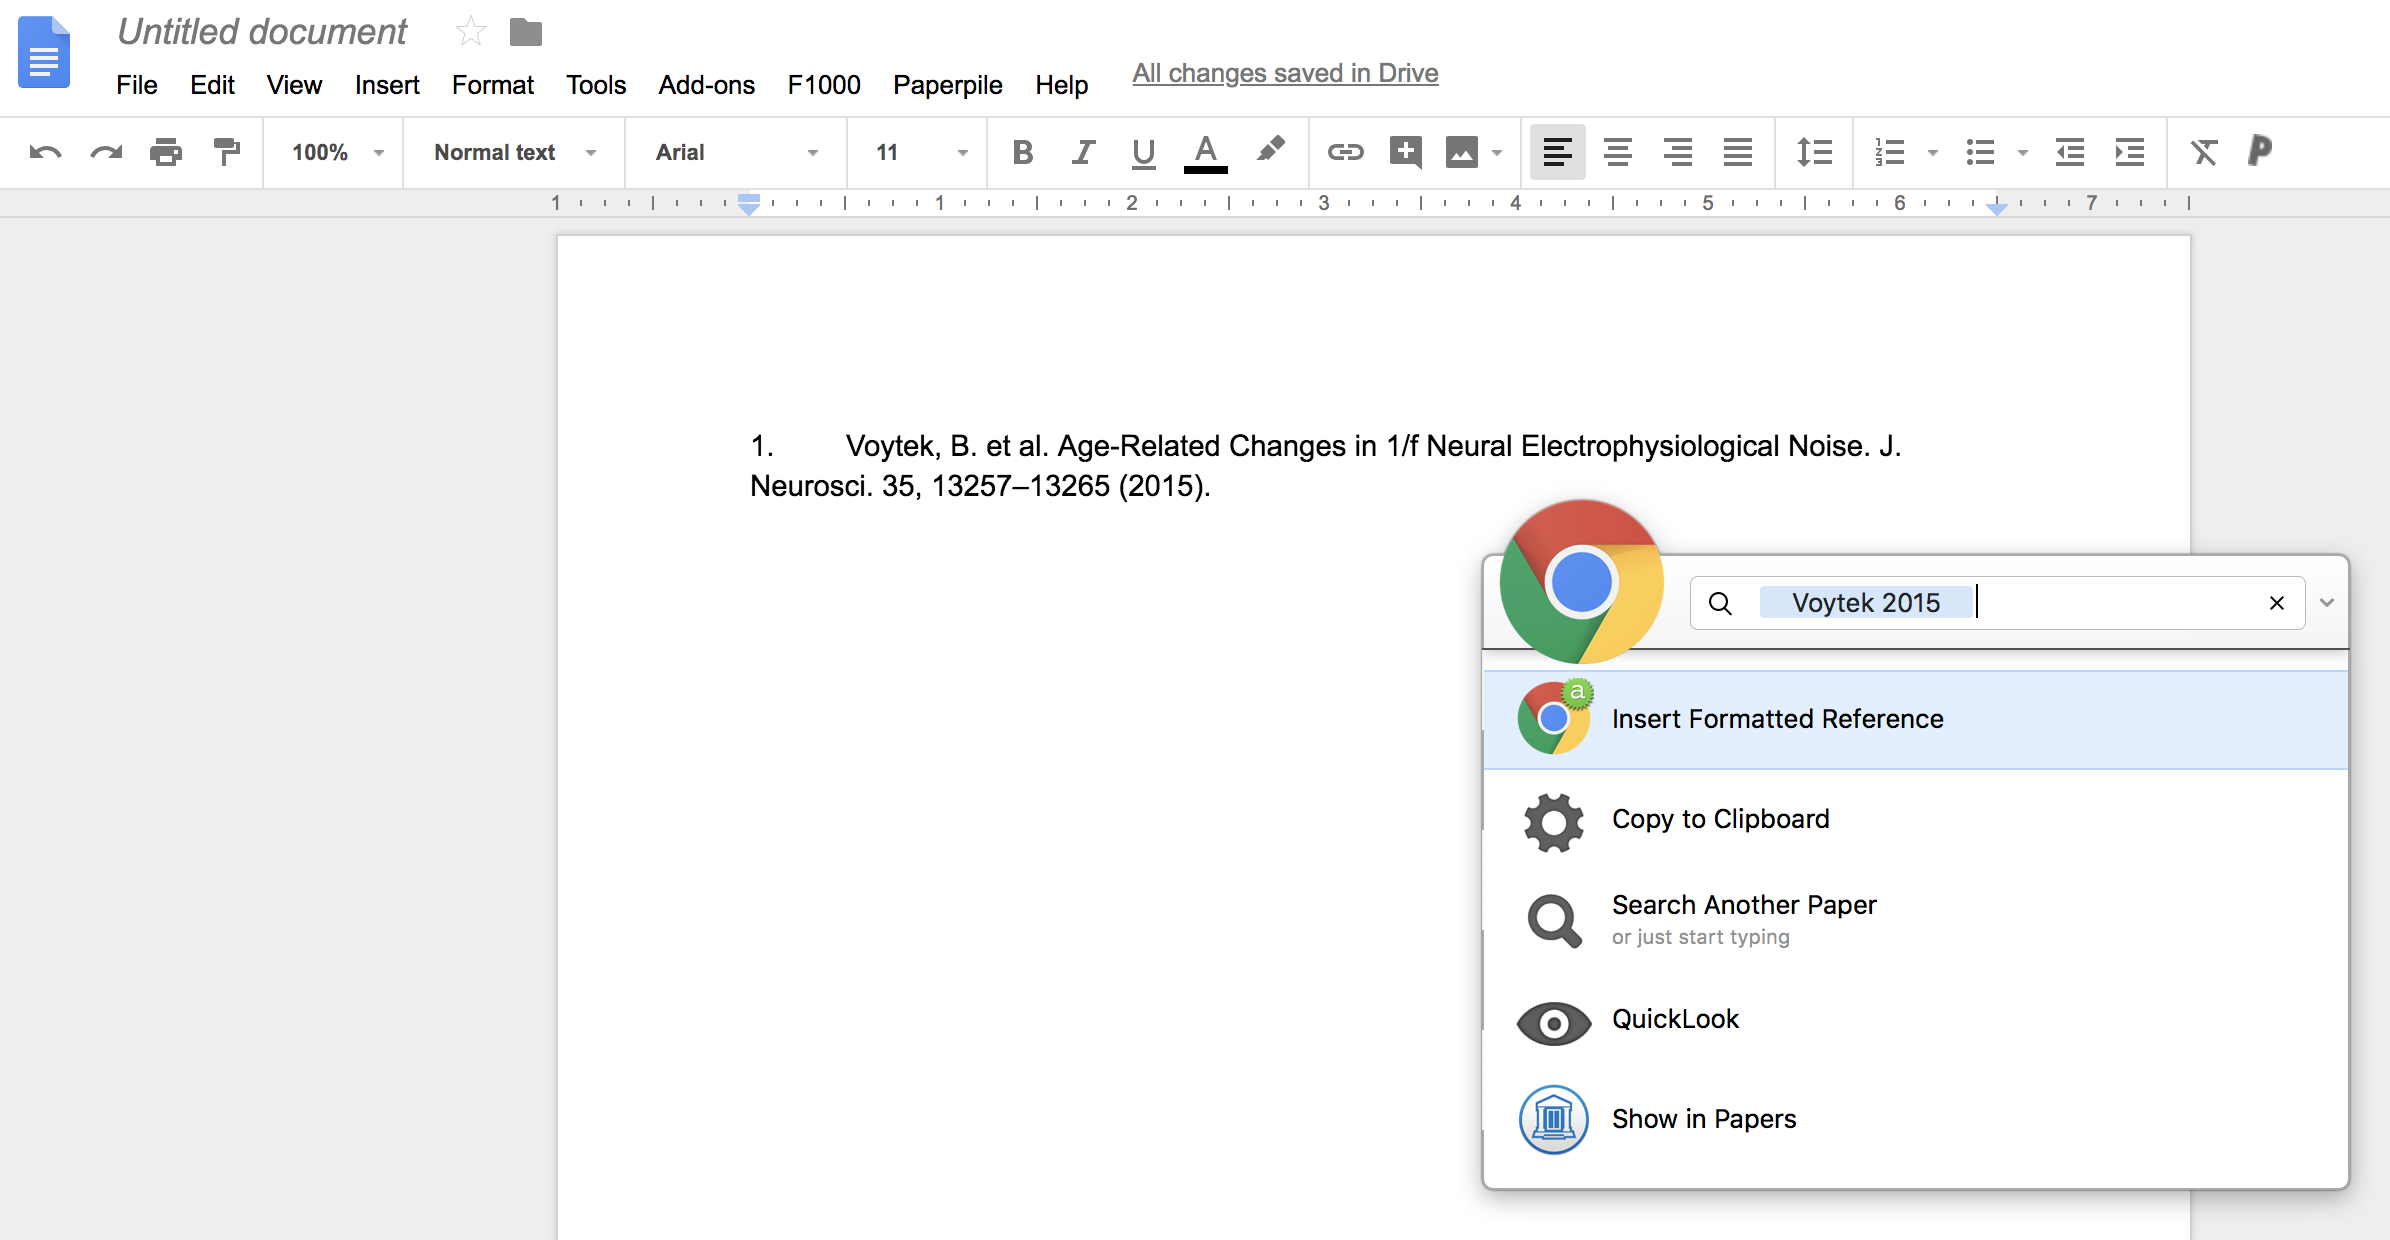 Untitled document
File Edit View Insert Format Tools Add-ons F1000 Paperpile Help All changes saved in Drive
100% Normal text Arial 11 B I U A P
1 1 2 3 4 5 6 7
1. Voytek, B. et al. Age-Related Changes in 1/f Neural Electrophysiological Noise. J.
Neurosci. 35, 13257–13265 (2015).
Voytek 2015
a
Insert Formatted Reference
Copy to Clipboard
Search Another Paper
or just start typing
QuickLook
Show in Papers